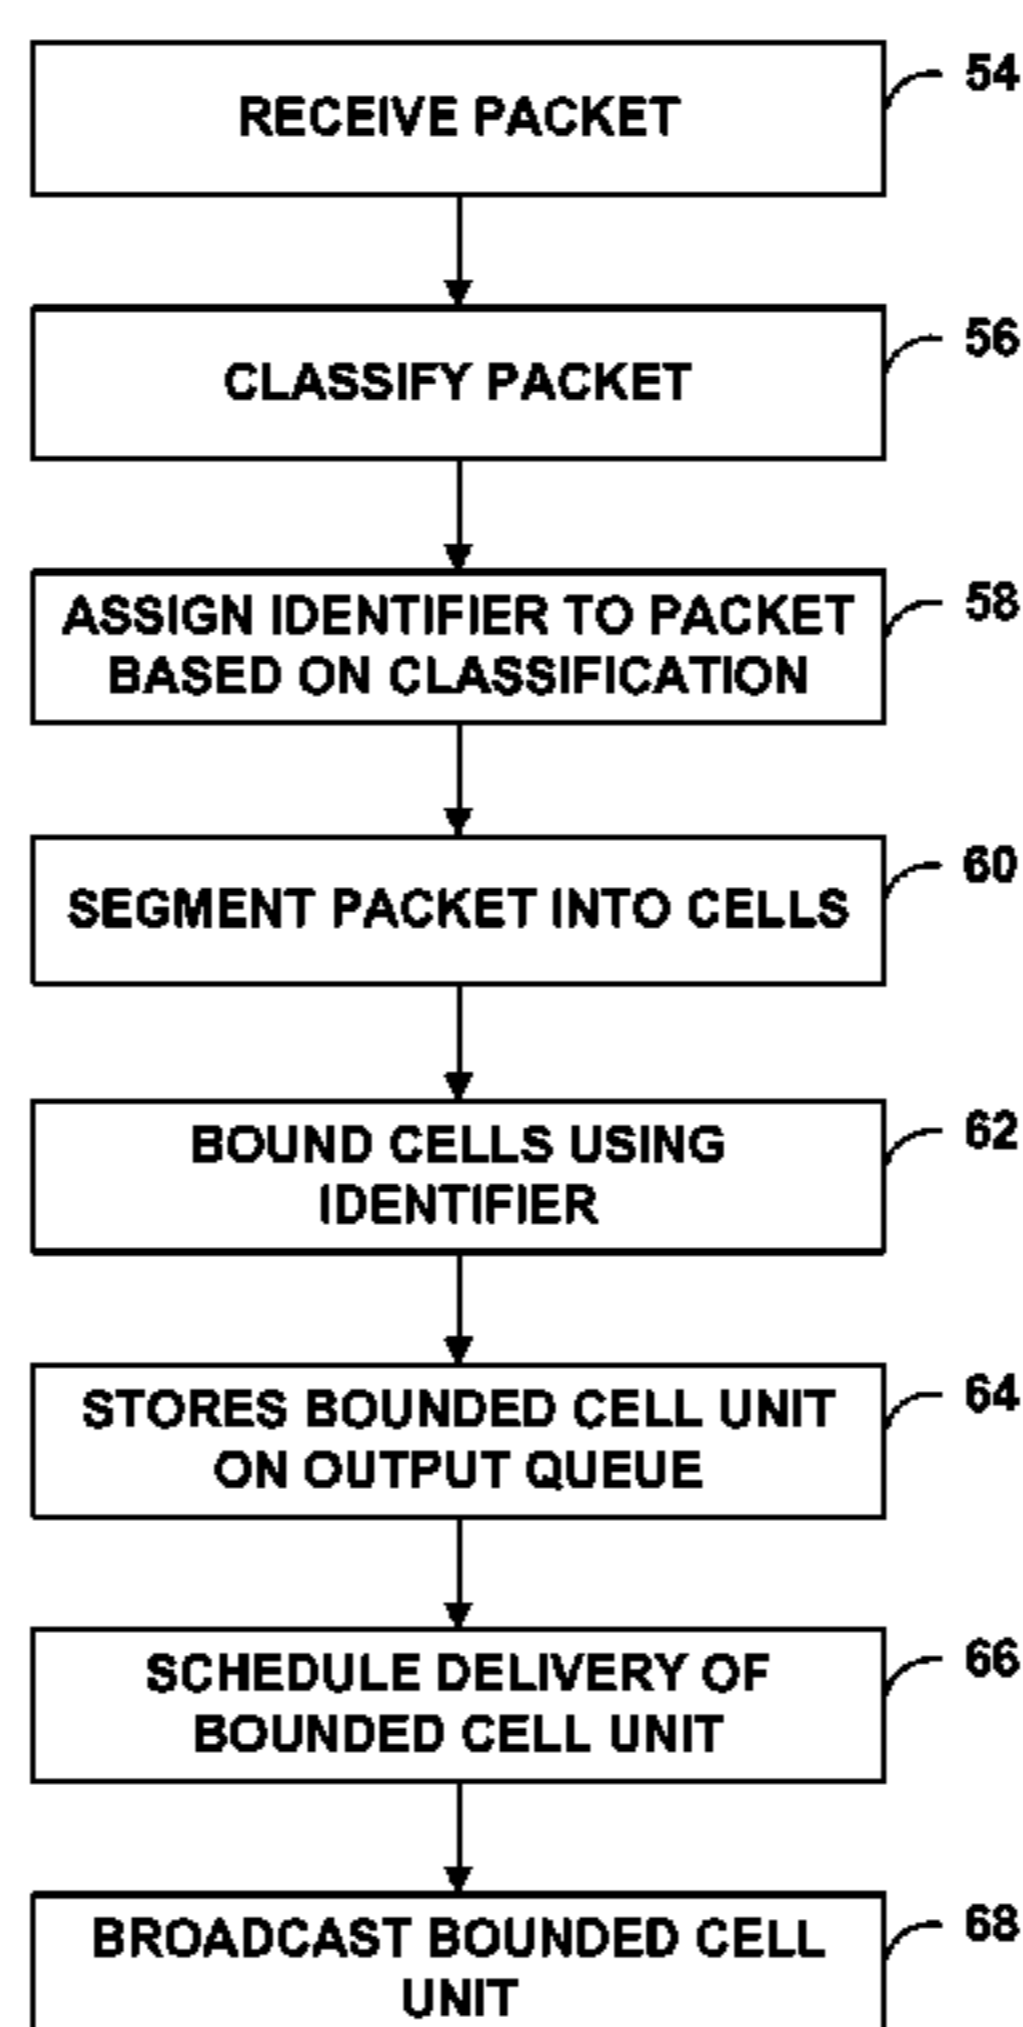 RECEIVE PACKET
54
CLASSIFY PACKET
56
ASSIGN IDENTIFIER TO PACKET
BASED ON CLASSIFICATION
58
SEGMENT PACKET INTO CELLS
60
BOUND CELLS USING
IDENTIFIER
62
STORES BOUNDED CELL UNIT
ON OUTPUT QUEUE
64
SCHEDULE DELIVERY OF
BOUNDED CELL UNIT
66
BROADCAST BOUNDED CELL
UNIT
68